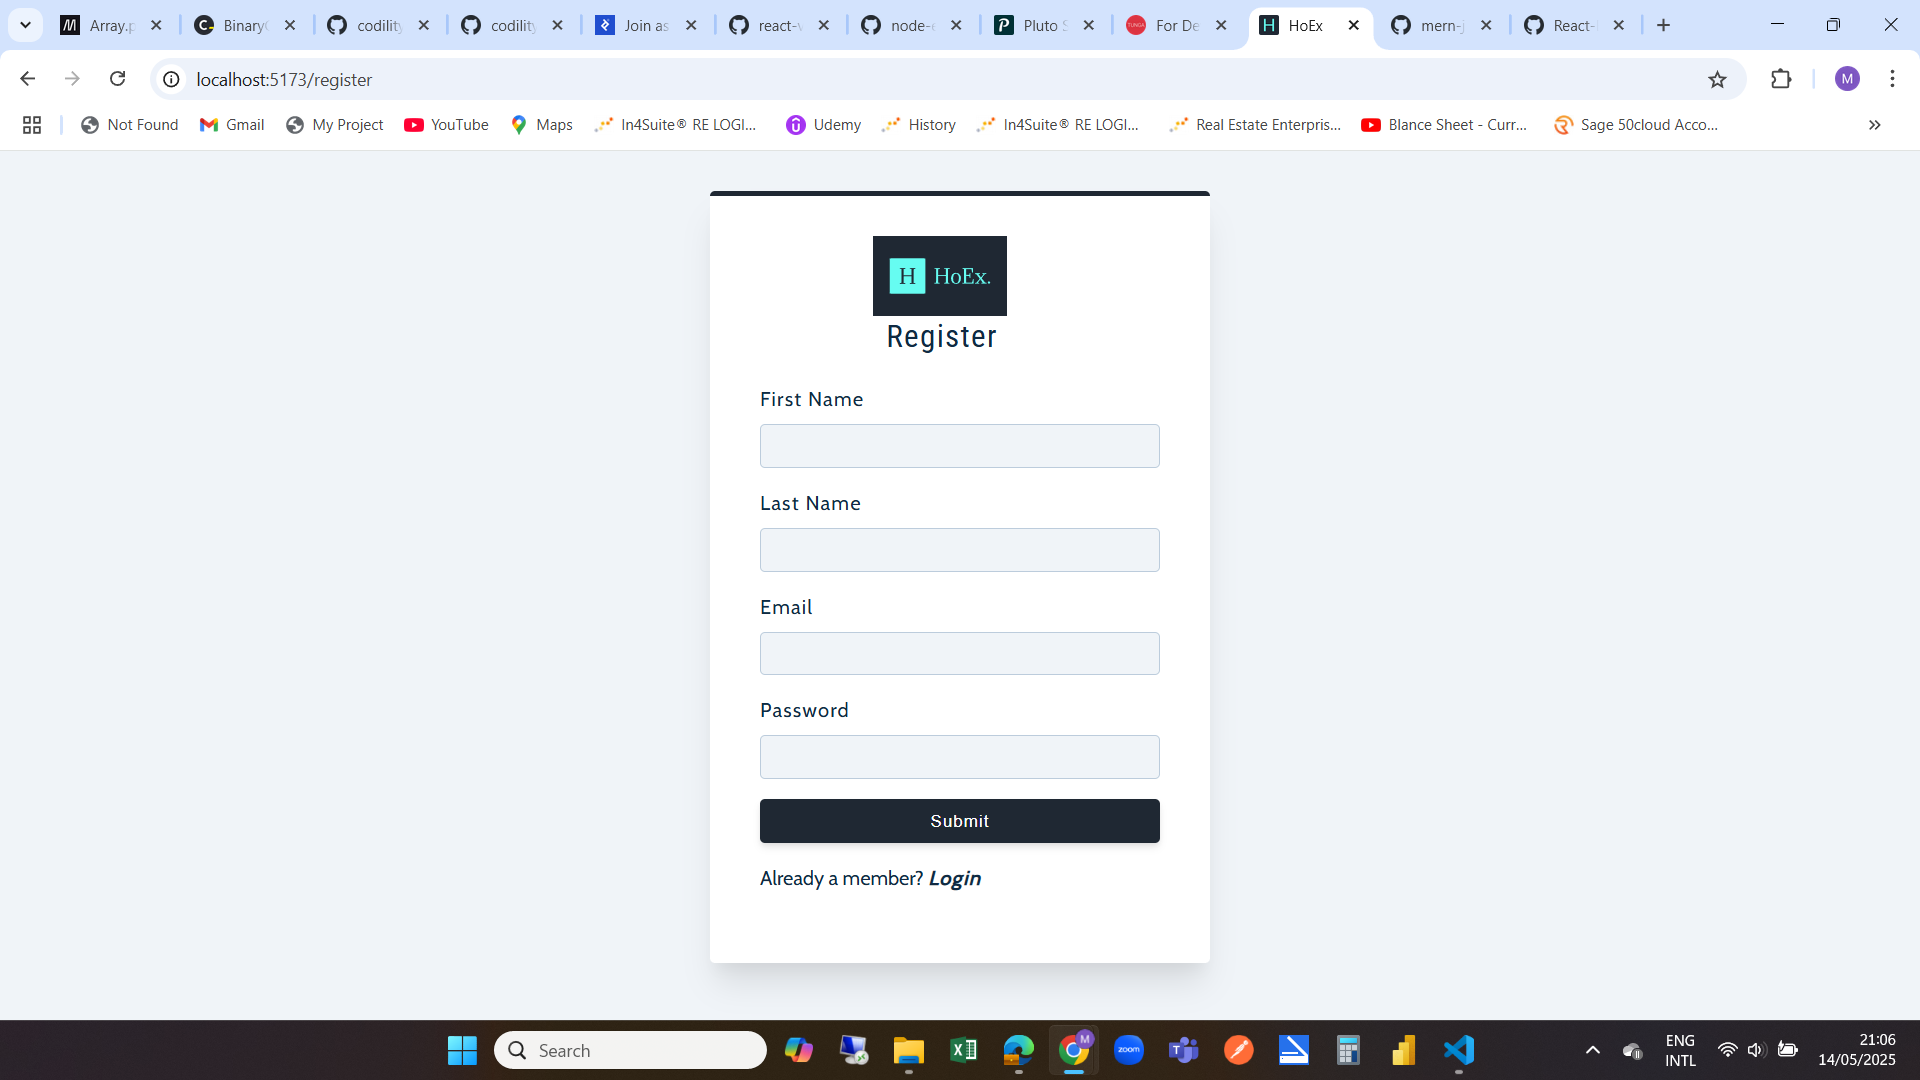 Array.p
Binary
codility
codility
Join as
react-v
node-e
Pluto S
For De
HoEx
mern-j
React-
localhost:5173/register
M
Not Found
Gmail
My Project
YouTube
Maps
In4Suite® RE LOGI...
Udemy
History
In4Suite® RE LOGI...
Real Estate Enterpris...
Blance Sheet - Curr...
Sage 50cloud Acco...
H HoEx.
Register
First Name
Last Name
Email
Password
Submit
Already a member? Login
Search
zoom
ENG
INTL
21:06
14/05/2025